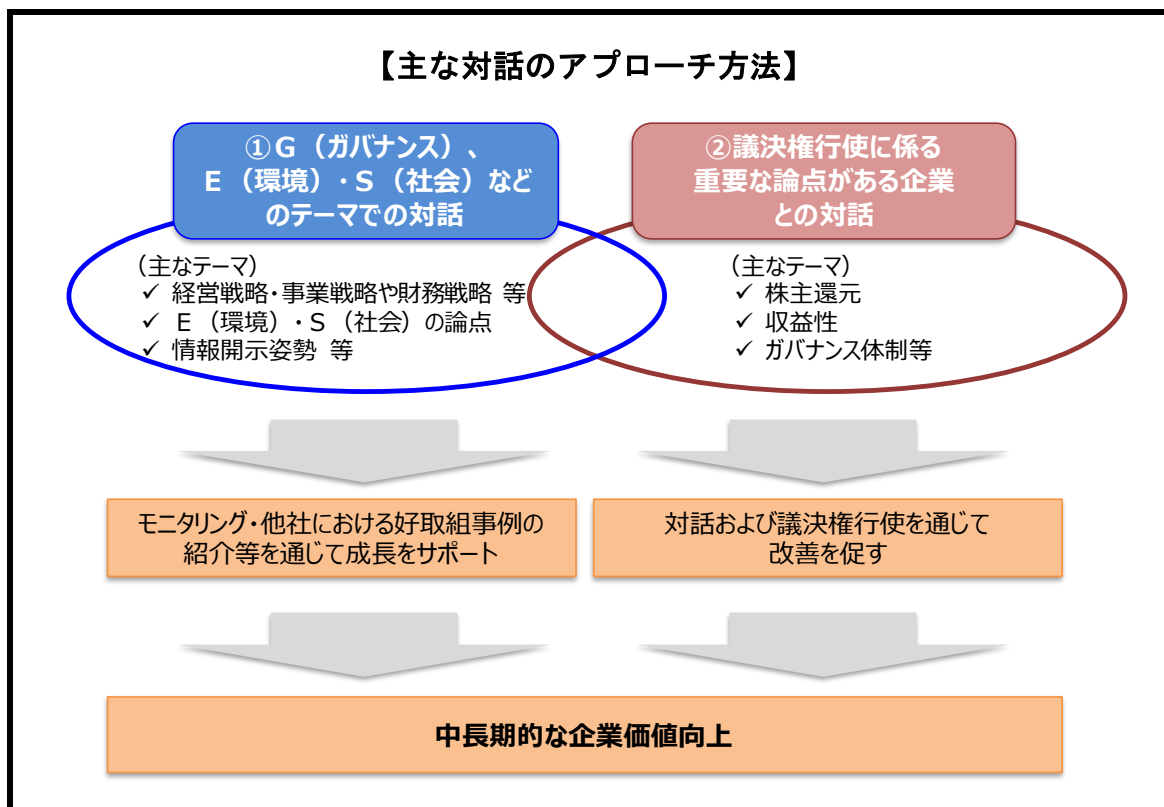 【主な対話のアプローチ方法】
①G（ガバナンス）、
E（環境）・S（社会）など
のテーマでの対話
（主なテーマ）
✓ 経営戦略・事業戦略や財務戦略 等
✓ E（環境）・S（社会）の論点
✓ 情報開示姿勢 等
②議決権行使に係る
重要な論点がある企業
との対話
（主なテーマ）
✓ 株主還元
✓ 収益性
✓ ガバナンス体制等
モニタリング・他社における好取組事例の
紹介等を通じて成長をサポート
対話および議決権行使を通じて
改善を促す
中長期的な企業価値向上